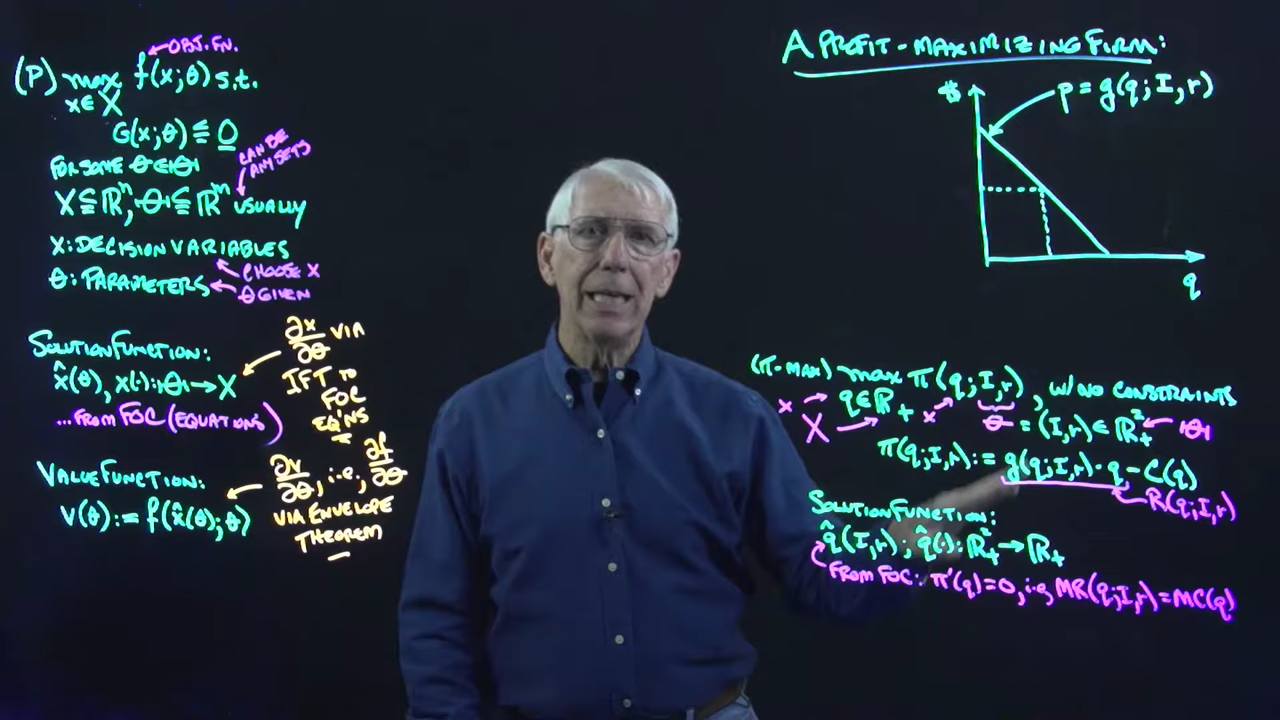 ← OBJ. FN.
(P) max f(x;θ) s.t.
x∈X
G(x;θ) ≦ 0
FOR SOME θ∈Θ
CAN BE
ANY SETS
X ⊆ ℝⁿ, Θ ⊆ ℝᵐ USUALLY
X: DECISION VARIABLES
← CHOOSE X
θ: PARAMETERS
← θ GIVEN
SOLUTION FUNCTION:
x̂(θ), x(·): Θ → X
... FROM FOC (EQUATIONS)
∂x/∂θ VIA
IFT TO
FOC
EQ'NS
VALUE FUNCTION:
v(θ) := f(x̂(θ);θ)
∂v/∂θ, i.e., ∂f/∂θ
VIA ENVELOPE
THEOREM
A PROFIT-MAXIMIZING FIRM:
$
p = g(q; I, r)
q
(π-MAX) max π(q; I, r), W/ NO CONSTRAINTS
x → q∈ℝ₊ x θ = (I,r) ∈ ℝ²₊ ← Θ
X →
π(q; I, r) := g(q; I, r)·q − C(q)
← R(q; I, r)
SOLUTION FUNCTION:
q̂(I,r); q̂(·): ℝ²₊ → ℝ₊
FROM FOC: π'(q)=0, i.e., MR(q; I, r) = MC(q)